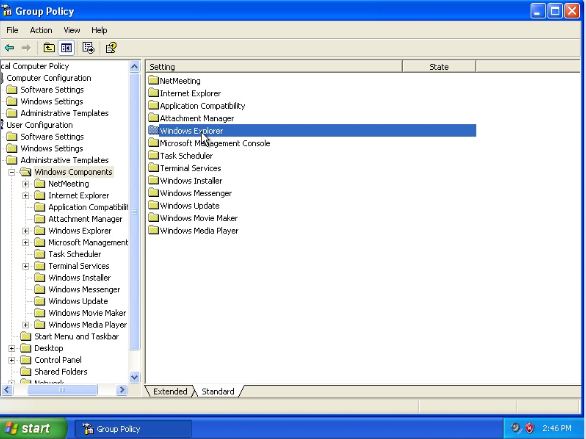 Group Policy
File Action View Help
cal Computer Policy
Computer Configuration
Software Settings
Windows Settings
Administrative Templates
User Configuration
Software Settings
Windows Settings
Administrative Templates
Windows Components
NetMeeting
Internet Explorer
Application Compatibilit
Attachment Manager
Windows Explorer
Microsoft Management
Task Scheduler
Terminal Services
Windows Installer
Windows Messenger
Windows Update
Windows Movie Maker
Windows Media Player
Start Menu and Taskbar
Desktop
Control Panel
Shared Folders
Network
Setting State
NetMeeting
Internet Explorer
Application Compatibility
Attachment Manager
Windows Explorer
Microsoft Management Console
Task Scheduler
Terminal Services
Windows Installer
Windows Messenger
Windows Update
Windows Movie Maker
Windows Media Player
Extended Standard
start Group Policy 2:46 PM